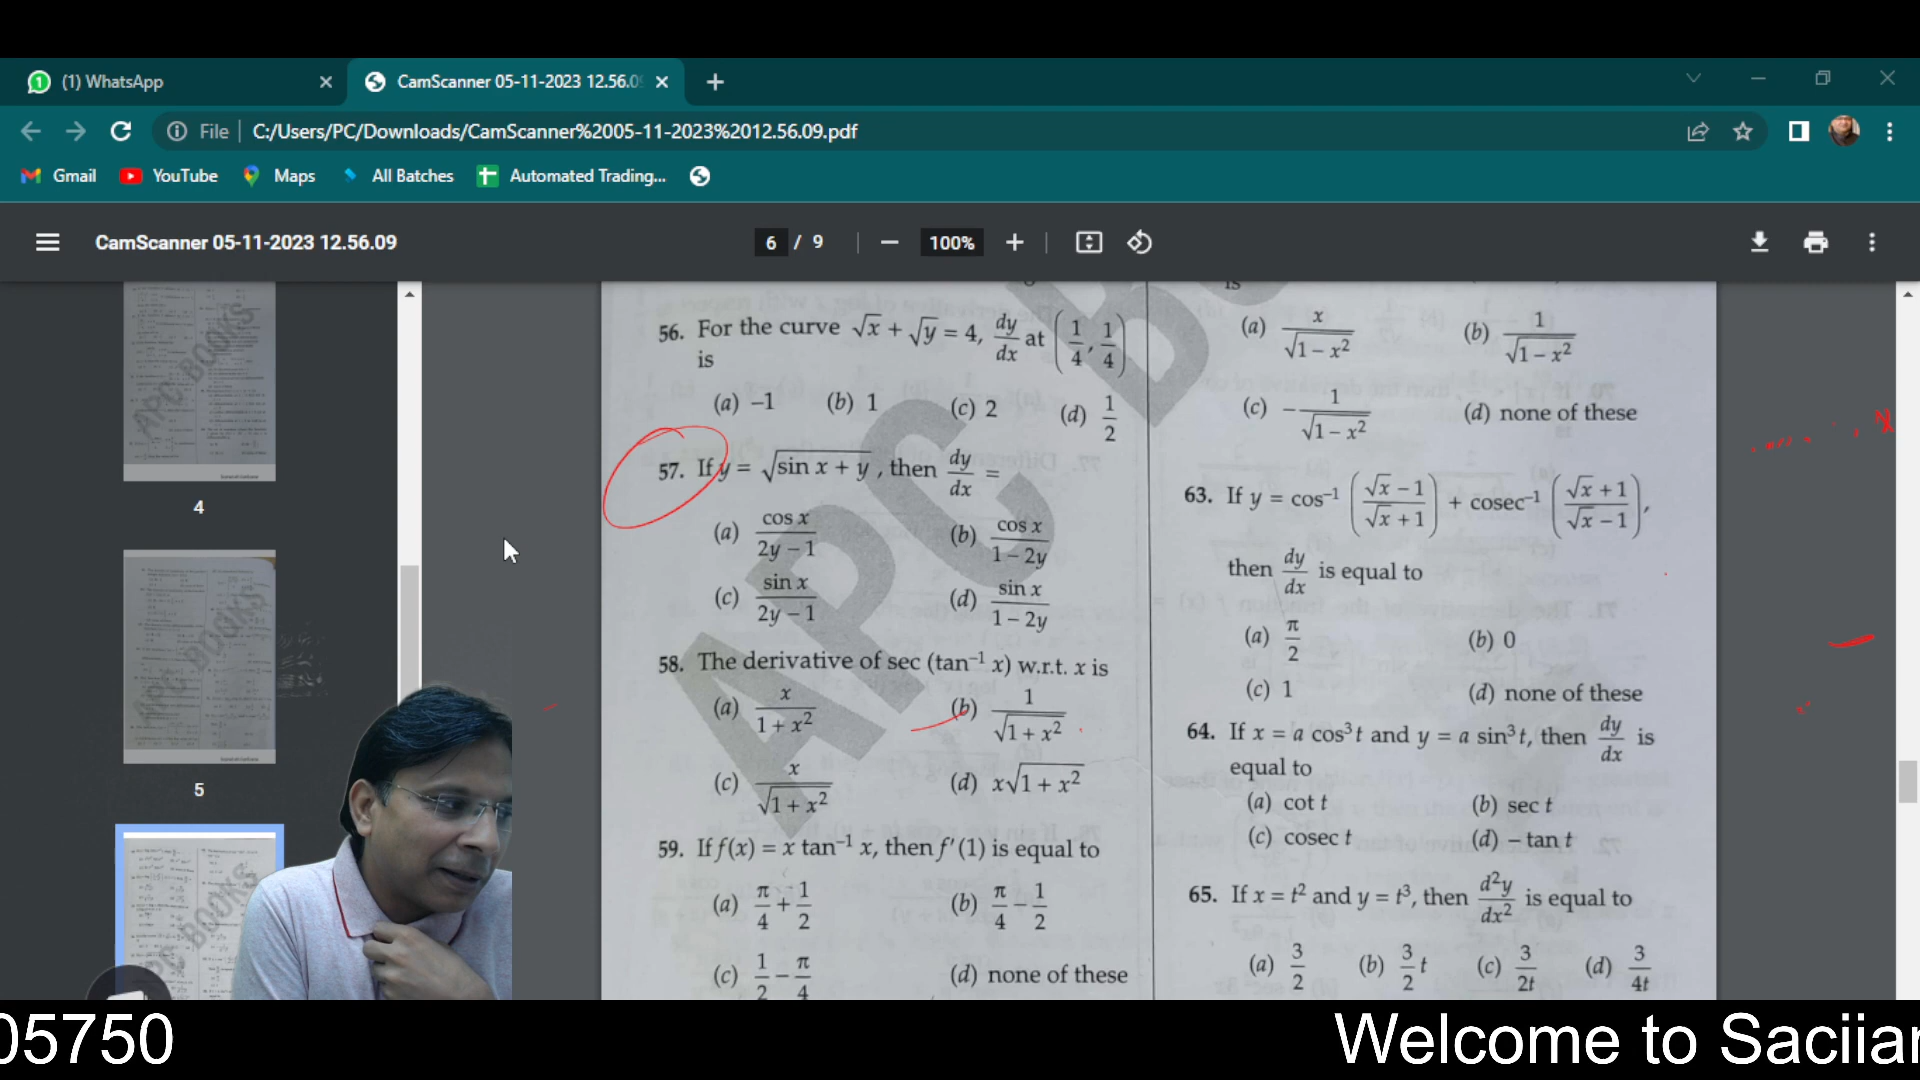 (1) WhatsApp
CamScanner 05-11-2023 12.56.0
File C:/Users/PC/Downloads/CamScanner%2005-11-2023%2012.56.09.pdf
Gmail YouTube Maps All Batches Automated Trading...
CamScanner 05-11-2023 12.56.09
6 / 9
100%
4
5
56. For the curve √x + √y = 4, dy/dx at (1/4, 1/4)
is
(a) −1 (b) 1 (c) 2 (d) 1/2
57. If y = √(sin x + y), then dy/dx =
(a) cos x/(2y − 1) (b) cos x/(1 − 2y)
(c) sin x/(2y − 1) (d) sin x/(1 − 2y)
58. The derivative of sec (tan⁻¹ x) w.r.t. x is
(a) x/(1 + x²) (b) 1/√(1 + x²)
(c) x/√(1 + x²) (d) x√(1 + x²)
59. If f(x) = x tan⁻¹ x, then f′(1) is equal to
(a) π/4 + 1/2 (b) π/4 − 1/2
(c) 1/2 − π/4 (d) none of these
is
(a) x/√(1 − x²) (b) 1/√(1 − x²)
(c) −1/√(1 − x²) (d) none of these
63. If y = cos⁻¹ ((√x − 1)/(√x + 1)) + cosec⁻¹ ((√x + 1)/(√x − 1)),
then dy/dx is equal to
(a) π/2 (b) 0
(c) 1 (d) none of these
64. If x = a cos³t and y = a sin³t, then dy/dx is
equal to
(a) cot t (b) sec t
(c) cosec t (d) − tan t
65. If x = t² and y = t³, then d²y/dx² is equal to
(a) 3/2 (b) 3/2 t (c) 3/2t (d) 3/4t
APC B
APC BOOKS
APC BOOKS
APC BOOKS
05750
Welcome to Saciia